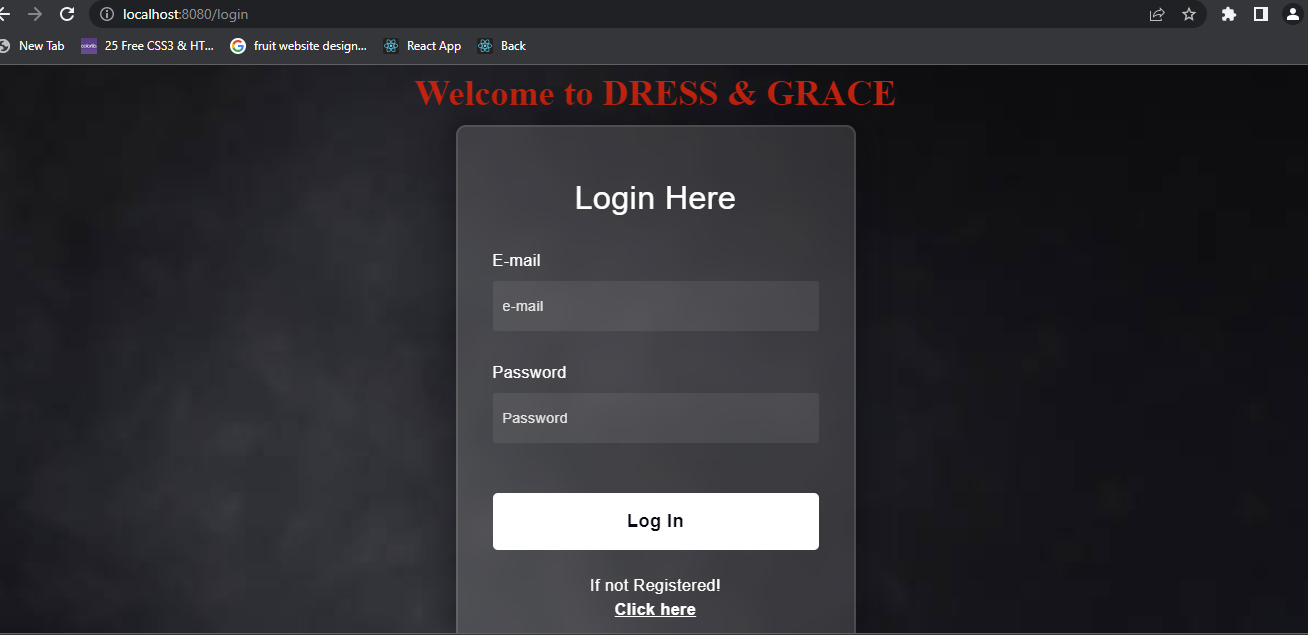 localhost:8080/login
New Tab
25 Free CSS3 & HT...
fruit website design...
React App
Back
Welcome to DRESS & GRACE
Login Here
E-mail
e-mail
Password
Password
Log In
If not Registered!
Click here